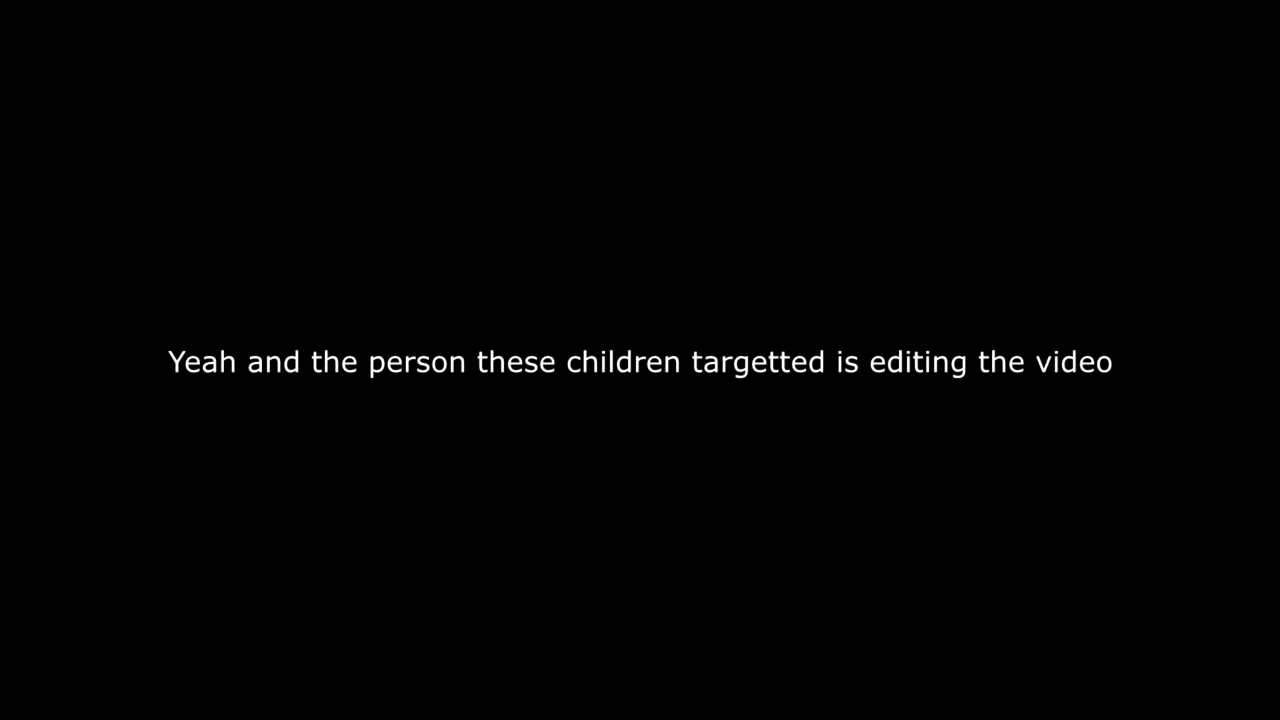 Yeah and the person these children targetted is editing the video